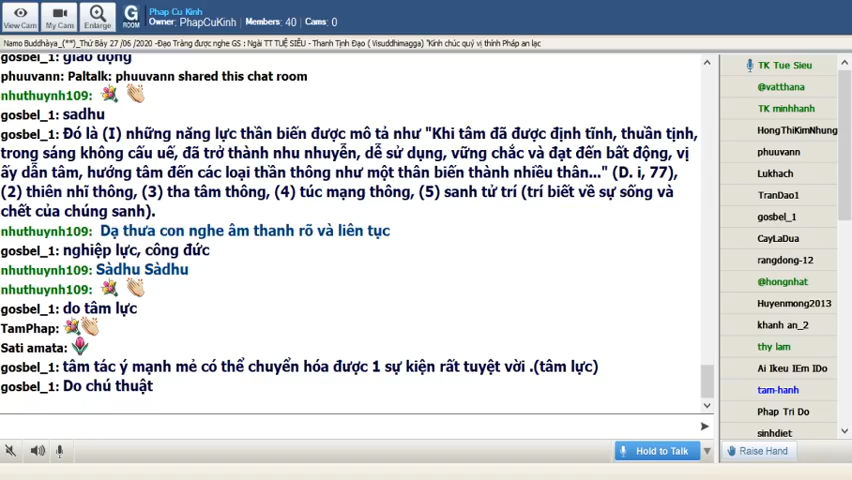 View Cam
My Cam
Enlarge
G
ROOM
Phap Cu Kinh
Owner: PhapCuKinh Members: 40 Cams: 0
Namo Buddhàya_(**)_Thứ Bảy 27 /06 /2020 -Đạo Tràng được nghe GS : Ngài TT TUỆ SIÊU - Thanh Tịnh Đạo ( Visuddhimagga) "Kính chúc quý vị thính Pháp an lạc
gosbel_1: giao động
phuuvann: Paltalk: phuuvann shared this chat room
nhuthuynh109:
gosbel_1: sadhu
gosbel_1: Đó là (I) những năng lực thần biến được mô tả như "Khi tâm đã được định tĩnh, thuần tịnh,
trong sáng không cấu uế, đã trở thành nhu nhuyễn, dễ sử dụng, vững chắc và đạt đến bất động, vị
ấy dẫn tâm, hướng tâm đến các loại thần thông như một thân biến thành nhiều thân..." (D. i, 77),
(2) thiên nhĩ thông, (3) tha tâm thông, (4) túc mạng thông, (5) sanh tử trí (trí biết về sự sống và
chết của chúng sanh).
nhuthuynh109: Dạ thưa con nghe âm thanh rõ và liên tục
gosbel_1: nghiệp lực, công đức
nhuthuynh109: Sàdhu Sàdhu
nhuthuynh109:
gosbel_1: do tâm lực
TamPhap:
Sati amata:
gosbel_1: tâm tác ý mạnh mẻ có thể chuyển hóa được 1 sự kiện rất tuyệt vời .(tâm lực)
gosbel_1: Do chú thuật
Hold to Talk
TK Tue Sieu
@vatthana
TK minhhanh
HongThiKimNhung
phuuvann
Lukhach
TranDao1
gosbel_1
CayLaDua
rangdong-12
@hongnhat
Huyenmong2013
khanh an_2
thy lam
Ai Ikeu IEm IDo
tam-hanh
Phap Tri Do
sinhdiet
Raise Hand